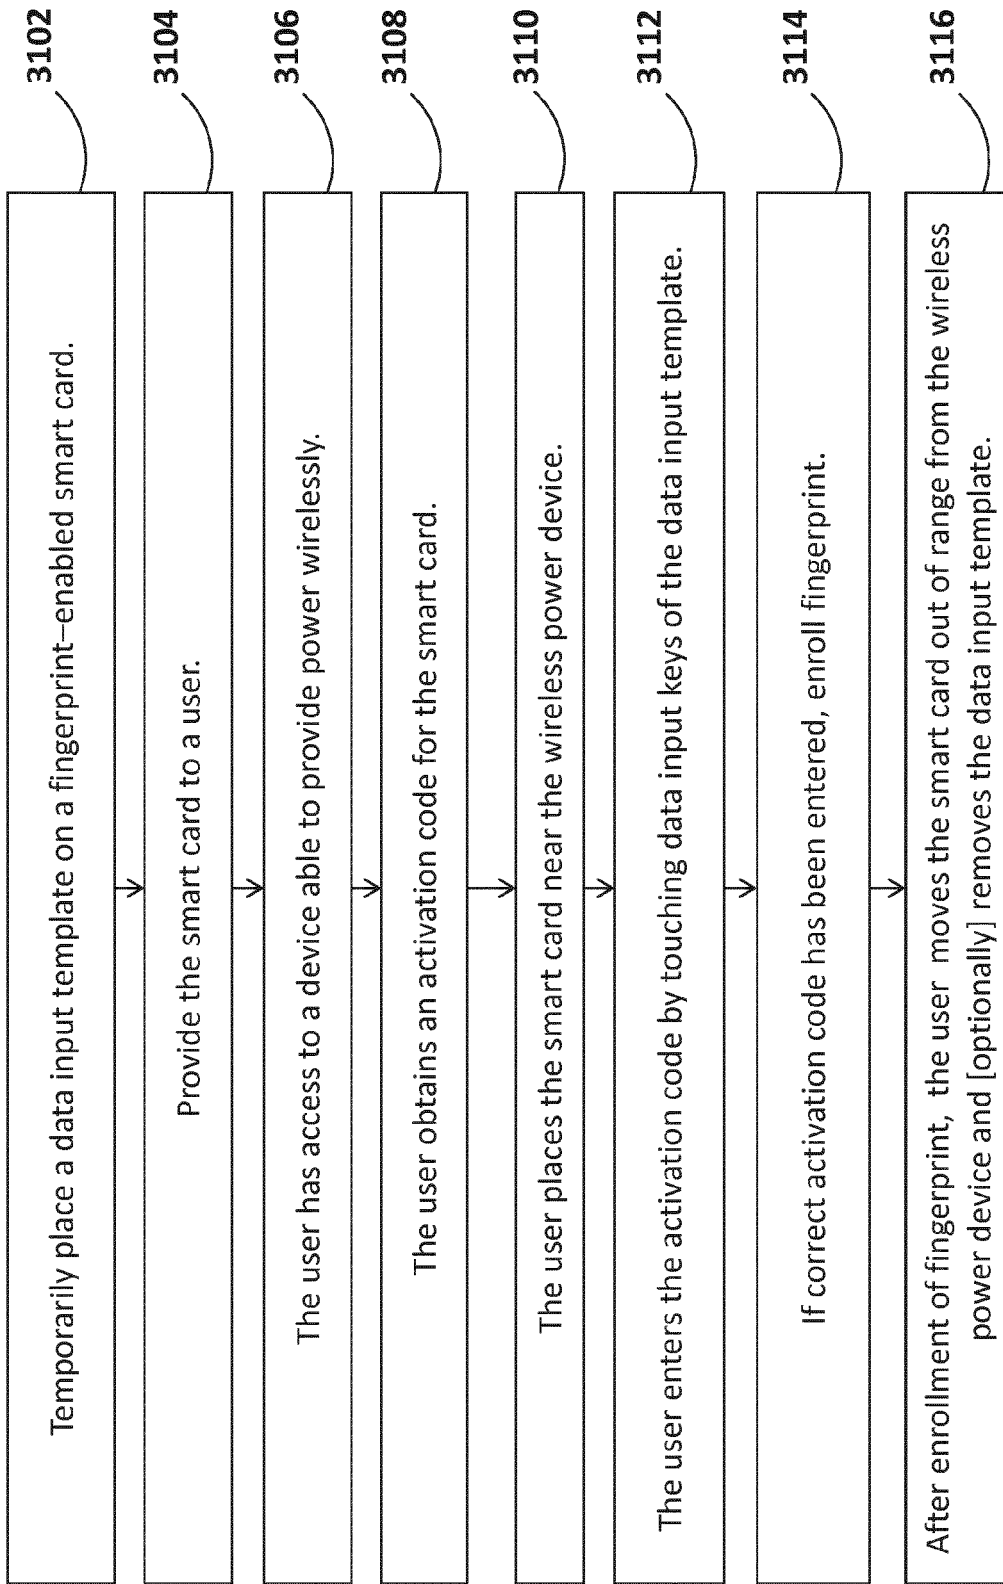 3102
Temporarily place a data input template on a fingerprint–enabled smart card.
3104
Provide the smart card to a user.
3106
The user has access to a device able to provide power wirelessly.
3108
The user obtains an activation code for the smart card.
3110
The user places the smart card near the wireless power device.
3112
The user enters the activation code by touching data input keys of the data input template.
3114
If correct activation code has been entered, enroll fingerprint.
3116
After enrollment of fingerprint, the user moves the smart card out of range from the wireless
power device and [optionally] removes the data input template.